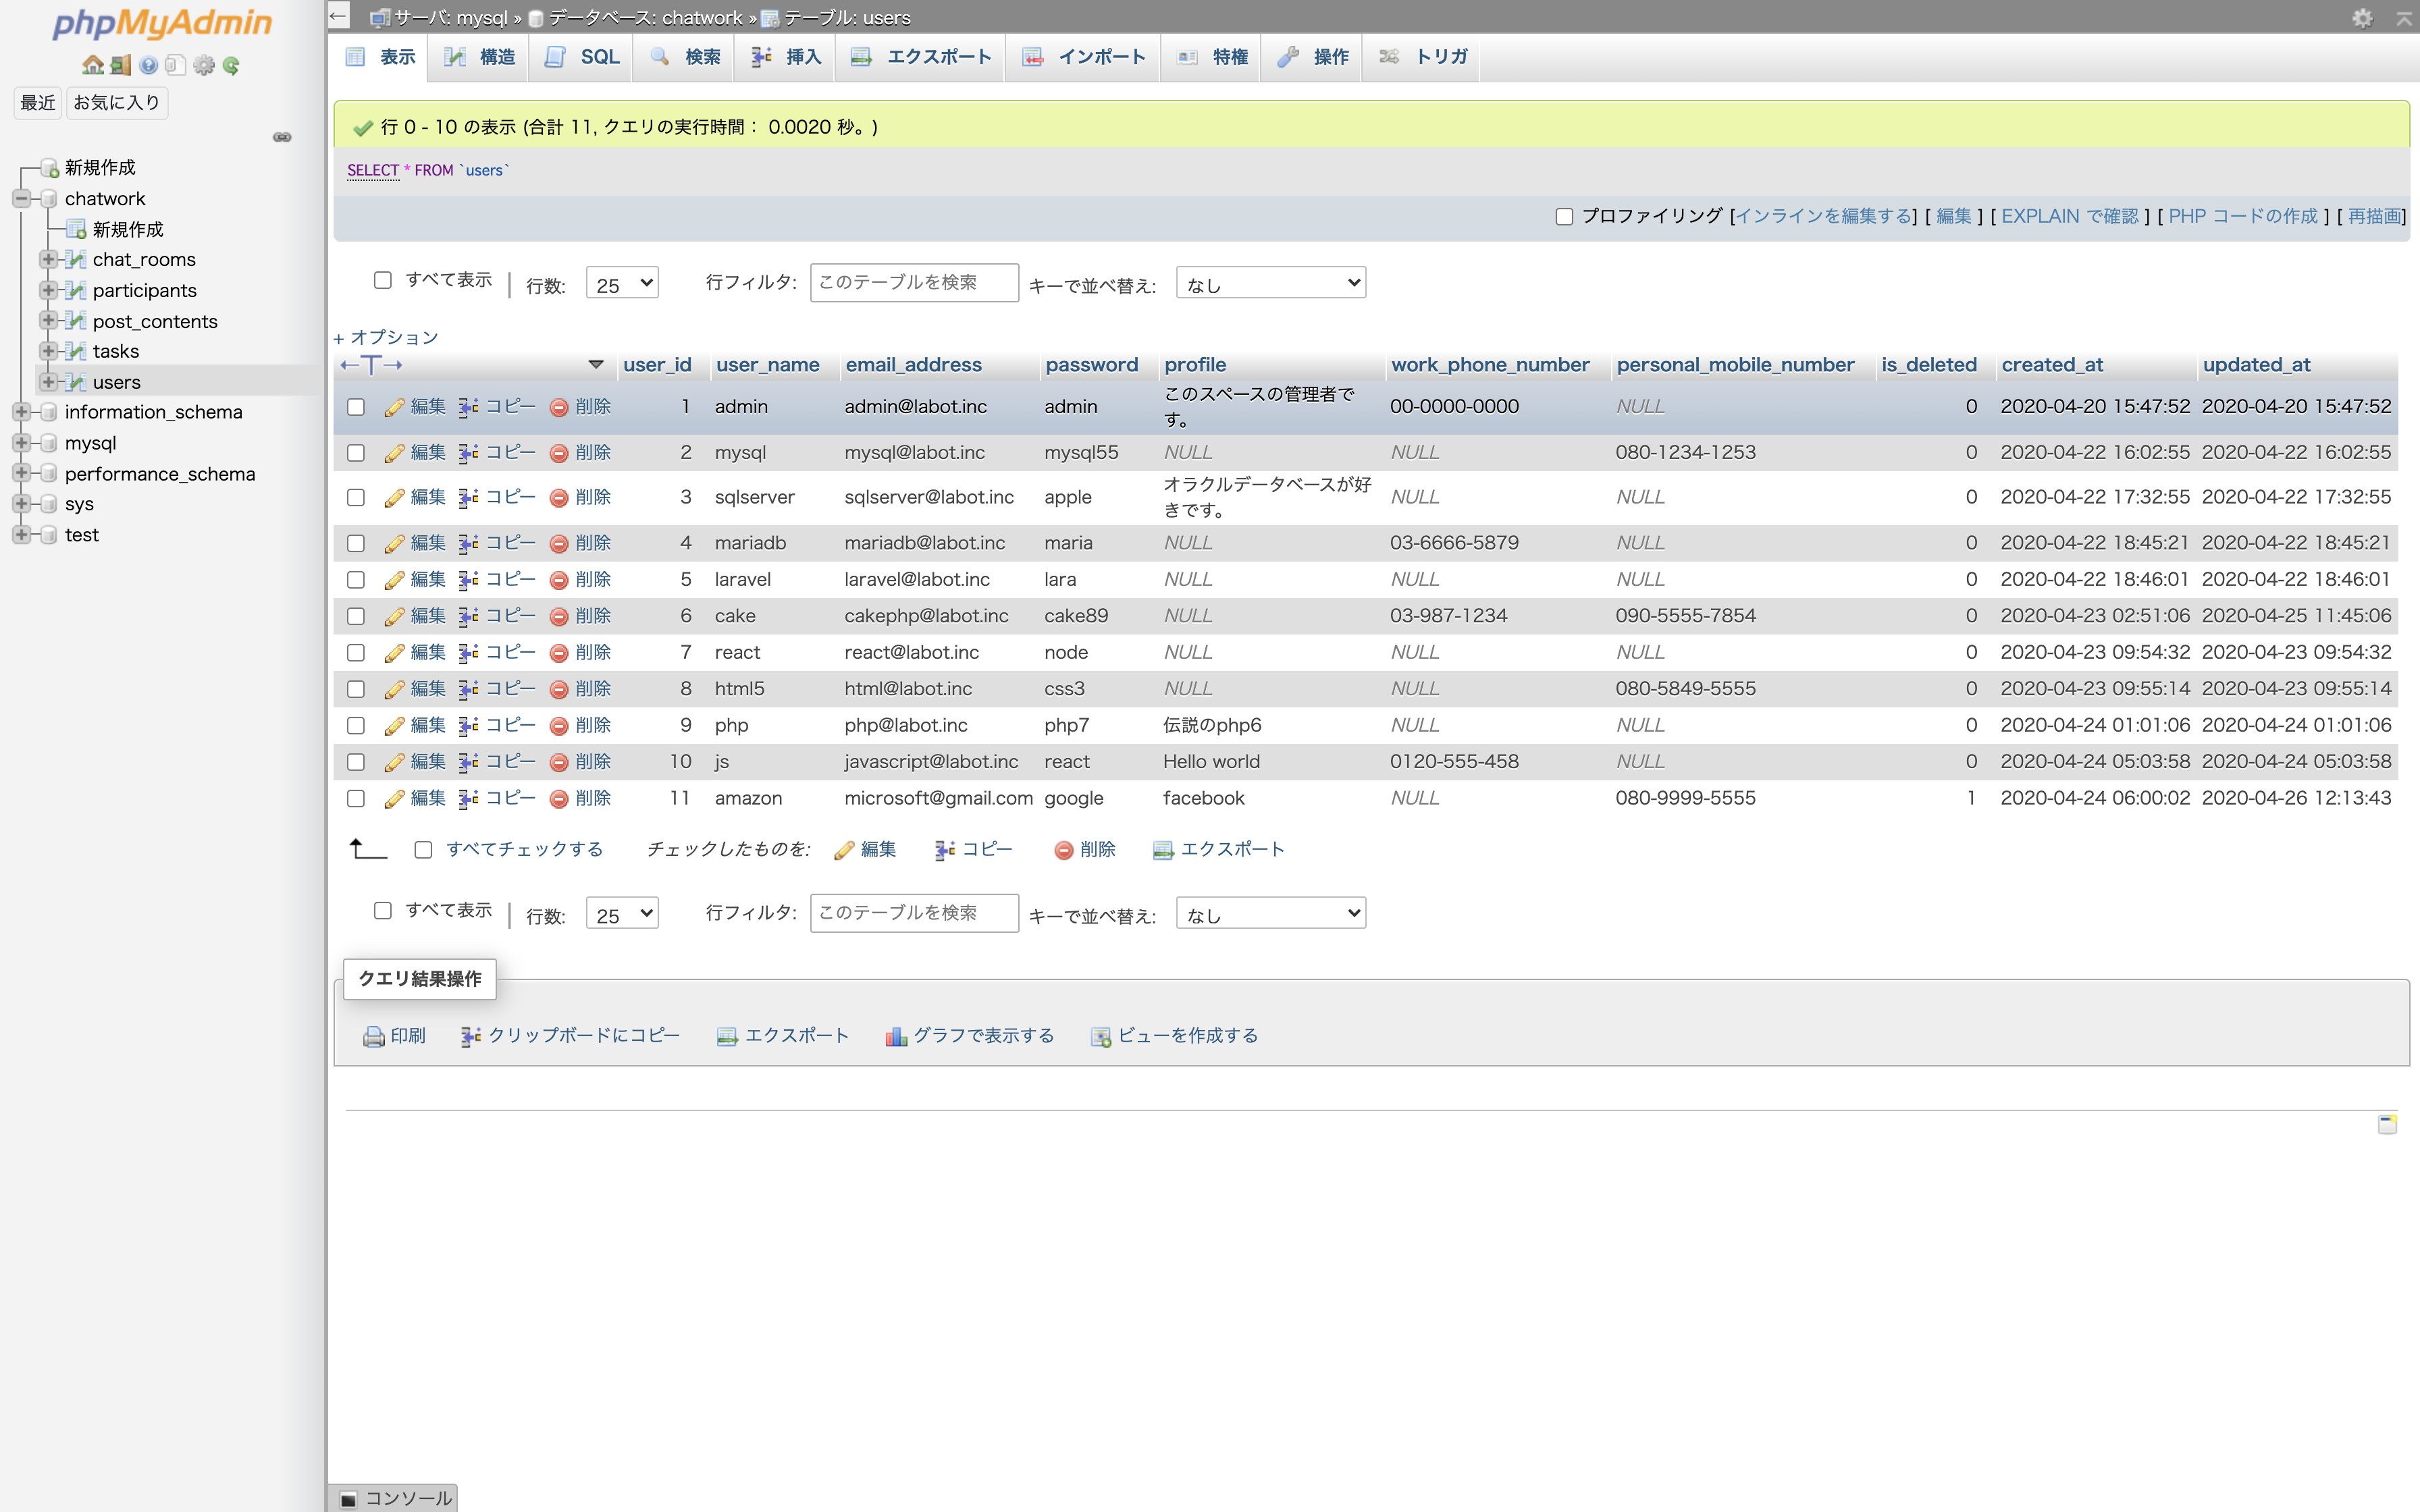 phpMyAdmin
最近 お気に入り
新規作成
chatwork
新規作成
chat_rooms
participants
post_contents
tasks
users
information_schema
mysql
performance_schema
sys
test
サーバ: mysql » データベース: chatwork » テーブル: users
表示 構造 SQL 検索 挿入 エクスポート インポート 特権 操作 トリガ
行 0 - 10 の表示 (合計 11, クエリの実行時間： 0.0020 秒。)
SELECT * FROM `users`
プロファイリング [インラインを編集する] [ 編集 ] [ EXPLAIN で確認 ] [ PHP コードの作成 ] [ 再描画]
すべて表示 | 行数: 25 行フィルタ: このテーブルを検索 キーで並べ替え: なし
+ オプション
←T→ user_id user_name email_address password profile work_phone_number personal_mobile_number is_deleted created_at updated_at
編集 コピー 削除 1 admin admin@labot.inc admin このスペースの管理者です。 00-0000-0000 NULL 0 2020-04-20 15:47:52 2020-04-20 15:47:52
編集 コピー 削除 2 mysql mysql@labot.inc mysql55 NULL NULL 080-1234-1253 0 2020-04-22 16:02:55 2020-04-22 16:02:55
編集 コピー 削除 3 sqlserver sqlserver@labot.inc apple オラクルデータベースが好きです。 NULL NULL 0 2020-04-22 17:32:55 2020-04-22 17:32:55
編集 コピー 削除 4 mariadb mariadb@labot.inc maria NULL 03-6666-5879 NULL 0 2020-04-22 18:45:21 2020-04-22 18:45:21
編集 コピー 削除 5 laravel laravel@labot.inc lara NULL NULL NULL 0 2020-04-22 18:46:01 2020-04-22 18:46:01
編集 コピー 削除 6 cake cakephp@labot.inc cake89 NULL 03-987-1234 090-5555-7854 0 2020-04-23 02:51:06 2020-04-25 11:45:06
編集 コピー 削除 7 react react@labot.inc node NULL NULL NULL 0 2020-04-23 09:54:32 2020-04-23 09:54:32
編集 コピー 削除 8 html5 html@labot.inc css3 NULL NULL 080-5849-5555 0 2020-04-23 09:55:14 2020-04-23 09:55:14
編集 コピー 削除 9 php php@labot.inc php7 伝説のphp6 NULL NULL 0 2020-04-24 01:01:06 2020-04-24 01:01:06
編集 コピー 削除 10 js javascript@labot.inc react Hello world 0120-555-458 NULL 0 2020-04-24 05:03:58 2020-04-24 05:03:58
編集 コピー 削除 11 amazon microsoft@gmail.com google facebook NULL 080-9999-5555 1 2020-04-24 06:00:02 2020-04-26 12:13:43
すべてチェックする チェックしたものを: 編集 コピー 削除 エクスポート
すべて表示 | 行数: 25 行フィルタ: このテーブルを検索 キーで並べ替え: なし
クエリ結果操作
印刷 クリップボードにコピー エクスポート グラフで表示する ビューを作成する
コンソール